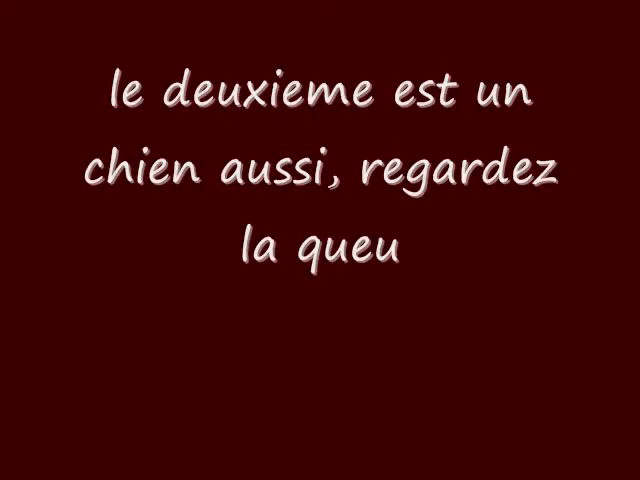 le deuxieme est un
chien aussi, regardez
la queu